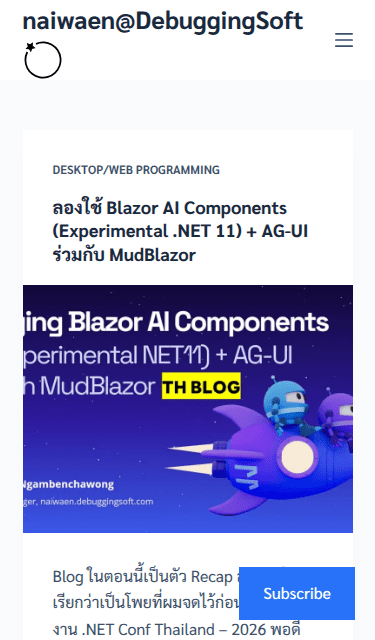 naiwaen@DebuggingSoft
DESKTOP/WEB PROGRAMMING
ลองใช้ Blazor AI Components
(Experimental .NET 11) + AG-UI
ร่วมกับ MudBlazor
ging Blazor AI Components
perimental NET11) + AG-UI
h MudBlazor TH BLOG
Ngambenchawong
ger, naiwaen.debuggingsoft.com
Blog ในตอนนี้เป็นตัว Recap
เรียกว่าเป็นโพยที่ผมจดไว้ก่อน
Subscribe
งาน .NET Conf Thailand – 2026 พอดี